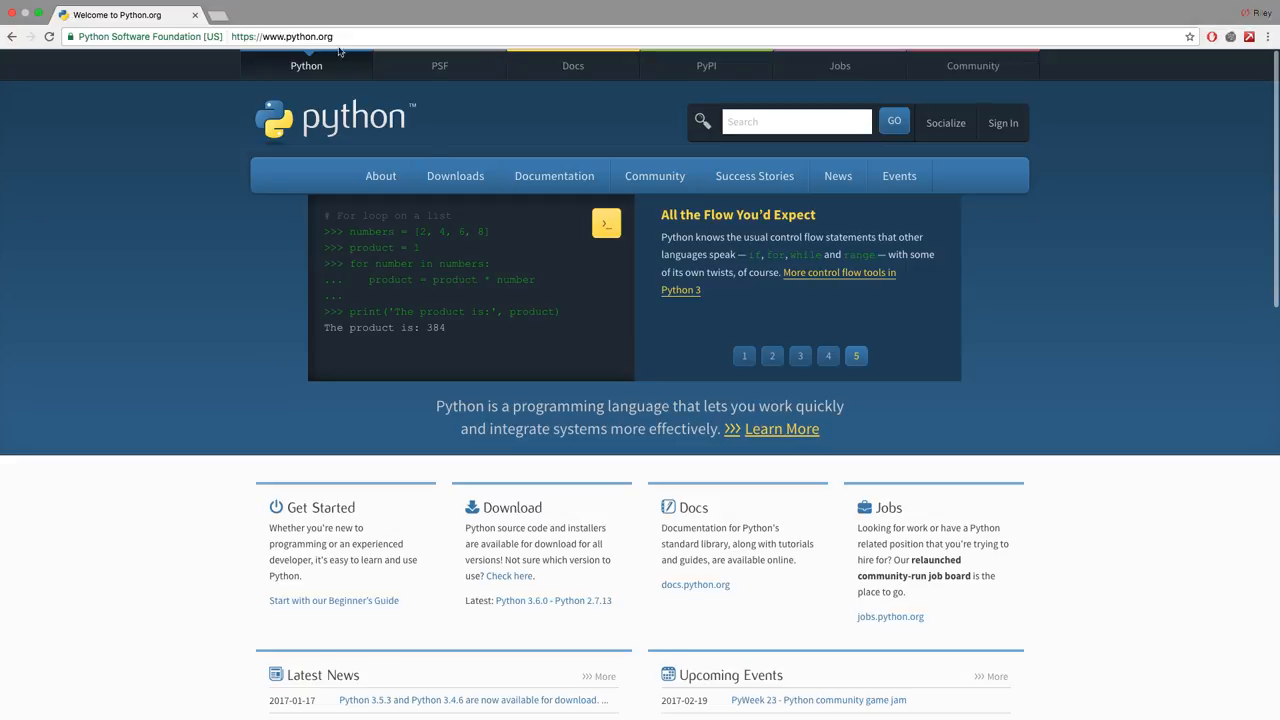 Welcome to Python.org
Riley
Python Software Foundation [US] https://www.python.org
Python PSF Docs PyPI Jobs Community
python™
Search GO Socialize Sign In
About Downloads Documentation Community Success Stories News Events
# For loop on a list
>>> numbers = [2, 4, 6, 8]
>>> product = 1
>>> for number in numbers:
...    product = product * number
...
>>> print('The product is:', product)
The product is: 384
>_
All the Flow You'd Expect
Python knows the usual control flow statements that other
languages speak — if, for, while and range — with some
of its own twists, of course. More control flow tools in
Python 3
1 2 3 4 5
Python is a programming language that lets you work quickly
and integrate systems more effectively. >>> Learn More
Get Started
Whether you're new to
programming or an experienced
developer, it's easy to learn and use
Python.
Start with our Beginner's Guide
Download
Python source code and installers
are available for download for all
versions! Not sure which version to
use? Check here.
Latest: Python 3.6.0 - Python 2.7.13
Docs
Documentation for Python's
standard library, along with tutorials
and guides, are available online.
docs.python.org
Jobs
Looking for work or have a Python
related position that you're trying to
hire for? Our relaunched
community-run job board is the
place to go.
jobs.python.org
Latest News >>> More
2017-01-17 Python 3.5.3 and Python 3.4.6 are now available for download. ...
Upcoming Events >>> More
2017-02-19 PyWeek 23 - Python community game jam